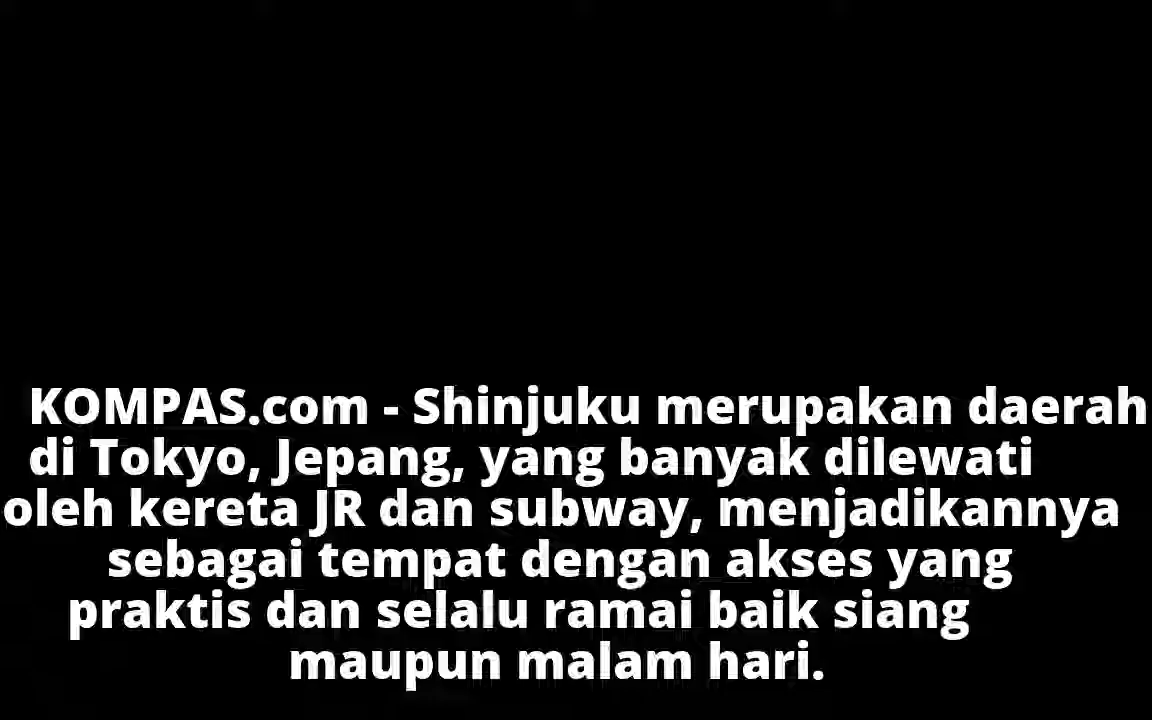 KOMPAS.com - Shinjuku merupakan daerah
di Tokyo, Jepang, yang banyak dilewati
oleh kereta JR dan subway, menjadikannya
sebagai tempat dengan akses yang
praktis dan selalu ramai baik siang
maupun malam hari.